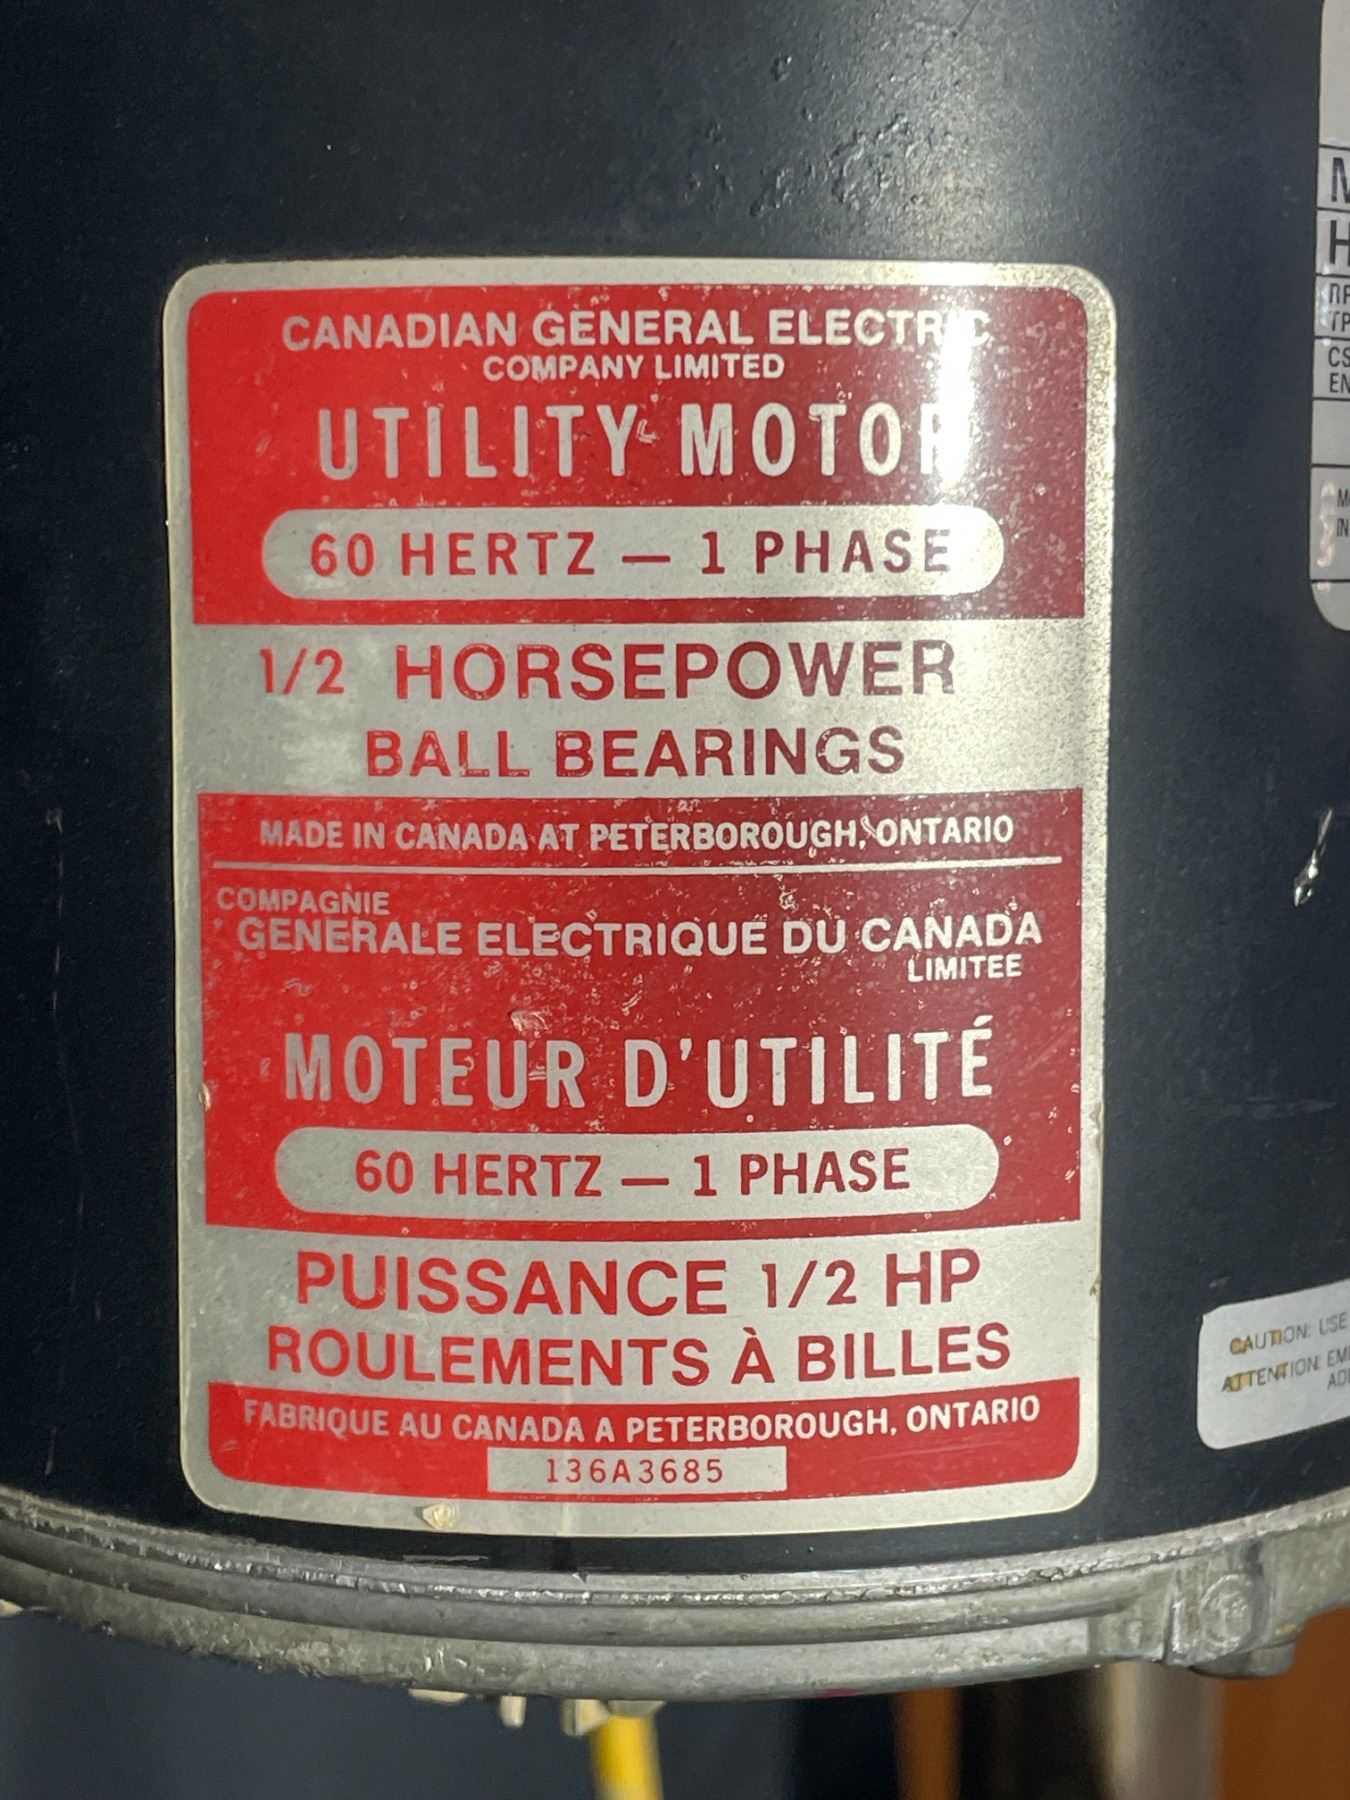 CANADIAN GENERAL ELECTRIC
COMPANY LIMITED
UTILITY MOTOR
60 HERTZ — 1 PHASE
1/2 HORSEPOWER
BALL BEARINGS
MADE IN CANADA AT PETERBOROUGH, ONTARIO
COMPAGNIE
GENERALE ELECTRIQUE DU CANADA
LIMITEE
MOTEUR D'UTILITÉ
60 HERTZ — 1 PHASE
PUISSANCE 1/2 HP
ROULEMENTS À BILLES
FABRIQUE AU CANADA A PETERBOROUGH, ONTARIO
136A3685
CAUTION: USE
ATTENTION: